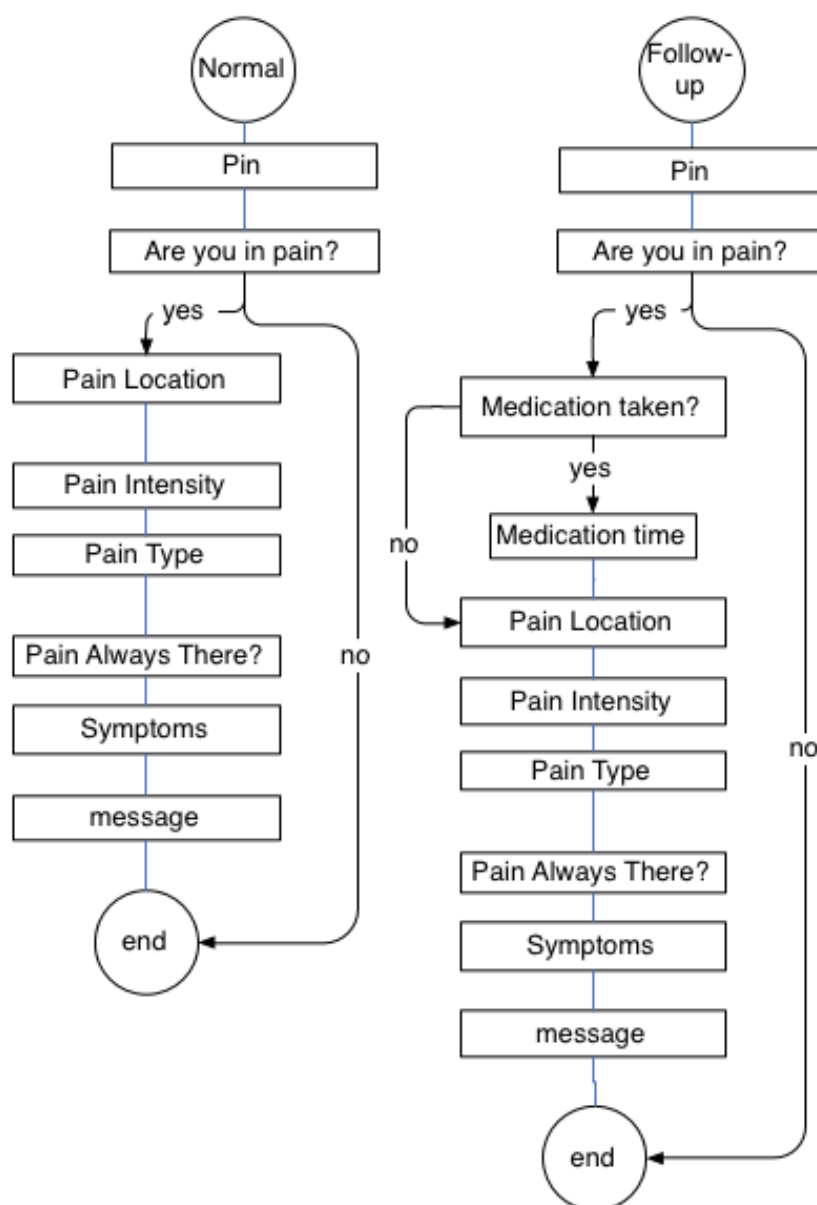 Normal
Pin
Are you in pain?
yes
Pain Location
Pain Intensity
Pain Type
Pain Always There?
no
Symptoms
message
end
Follow-
up
Pin
Are you in pain?
yes
Medication taken?
yes
no
Medication time
Pain Location
Pain Intensity
no
Pain Type
Pain Always There?
Symptoms
message
end